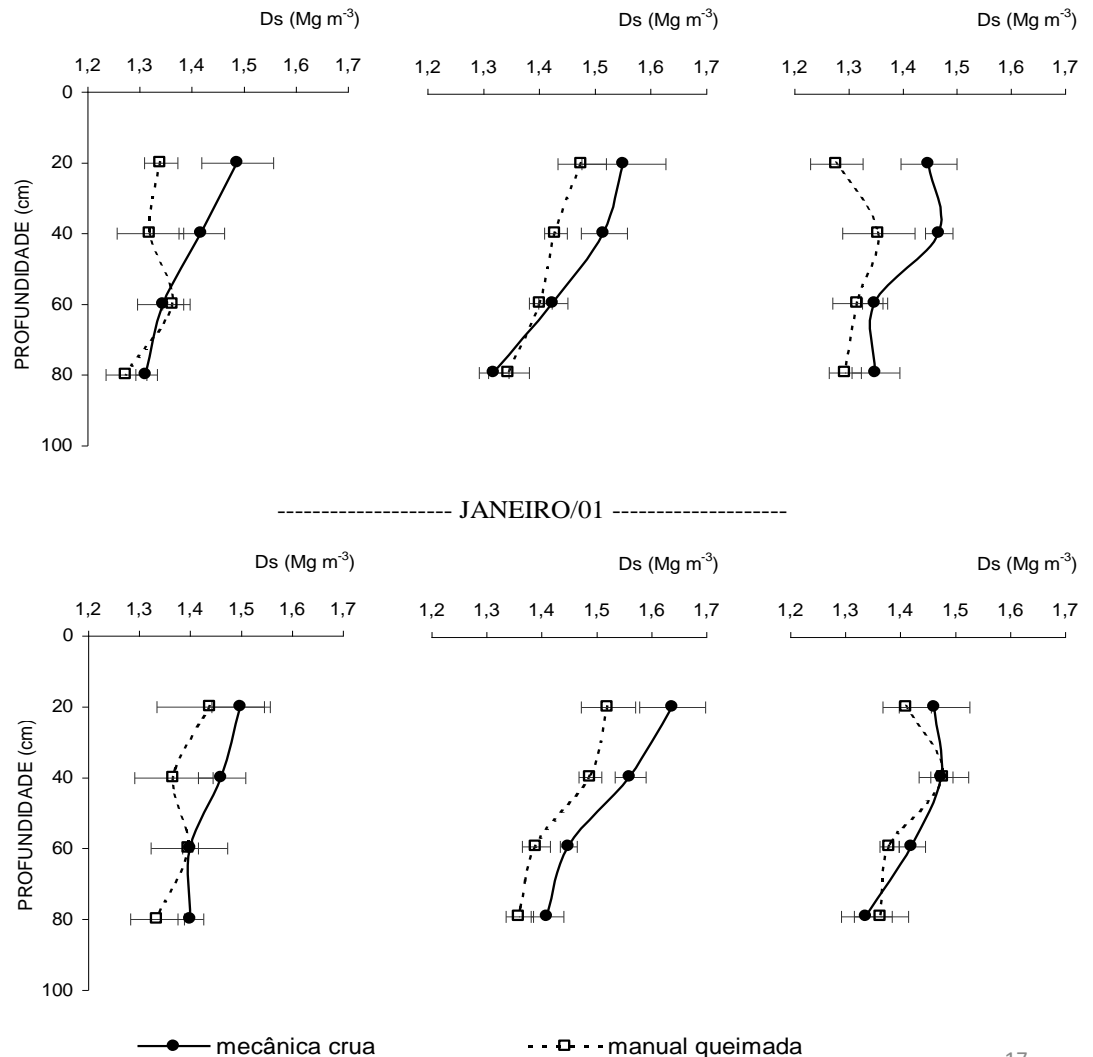 Ds (Mg m⁻³) Ds (Mg m⁻³) Ds (Mg m⁻³)
1,2 1,3 1,4 1,5 1,6 1,7 1,2 1,3 1,4 1,5 1,6 1,7 1,2 1,3 1,4 1,5 1,6 1,7
0
20
40
60
80
100
PROFUNDIDADE (cm)
-------------------- JANEIRO/01 --------------------
Ds (Mg m⁻³) Ds (Mg m⁻³) Ds (Mg m⁻³)
1,2 1,3 1,4 1,5 1,6 1,7 1,2 1,3 1,4 1,5 1,6 1,7 1,2 1,3 1,4 1,5 1,6 1,7
0
20
40
60
80
100
PROFUNDIDADE (cm)
mecânica crua manual queimada